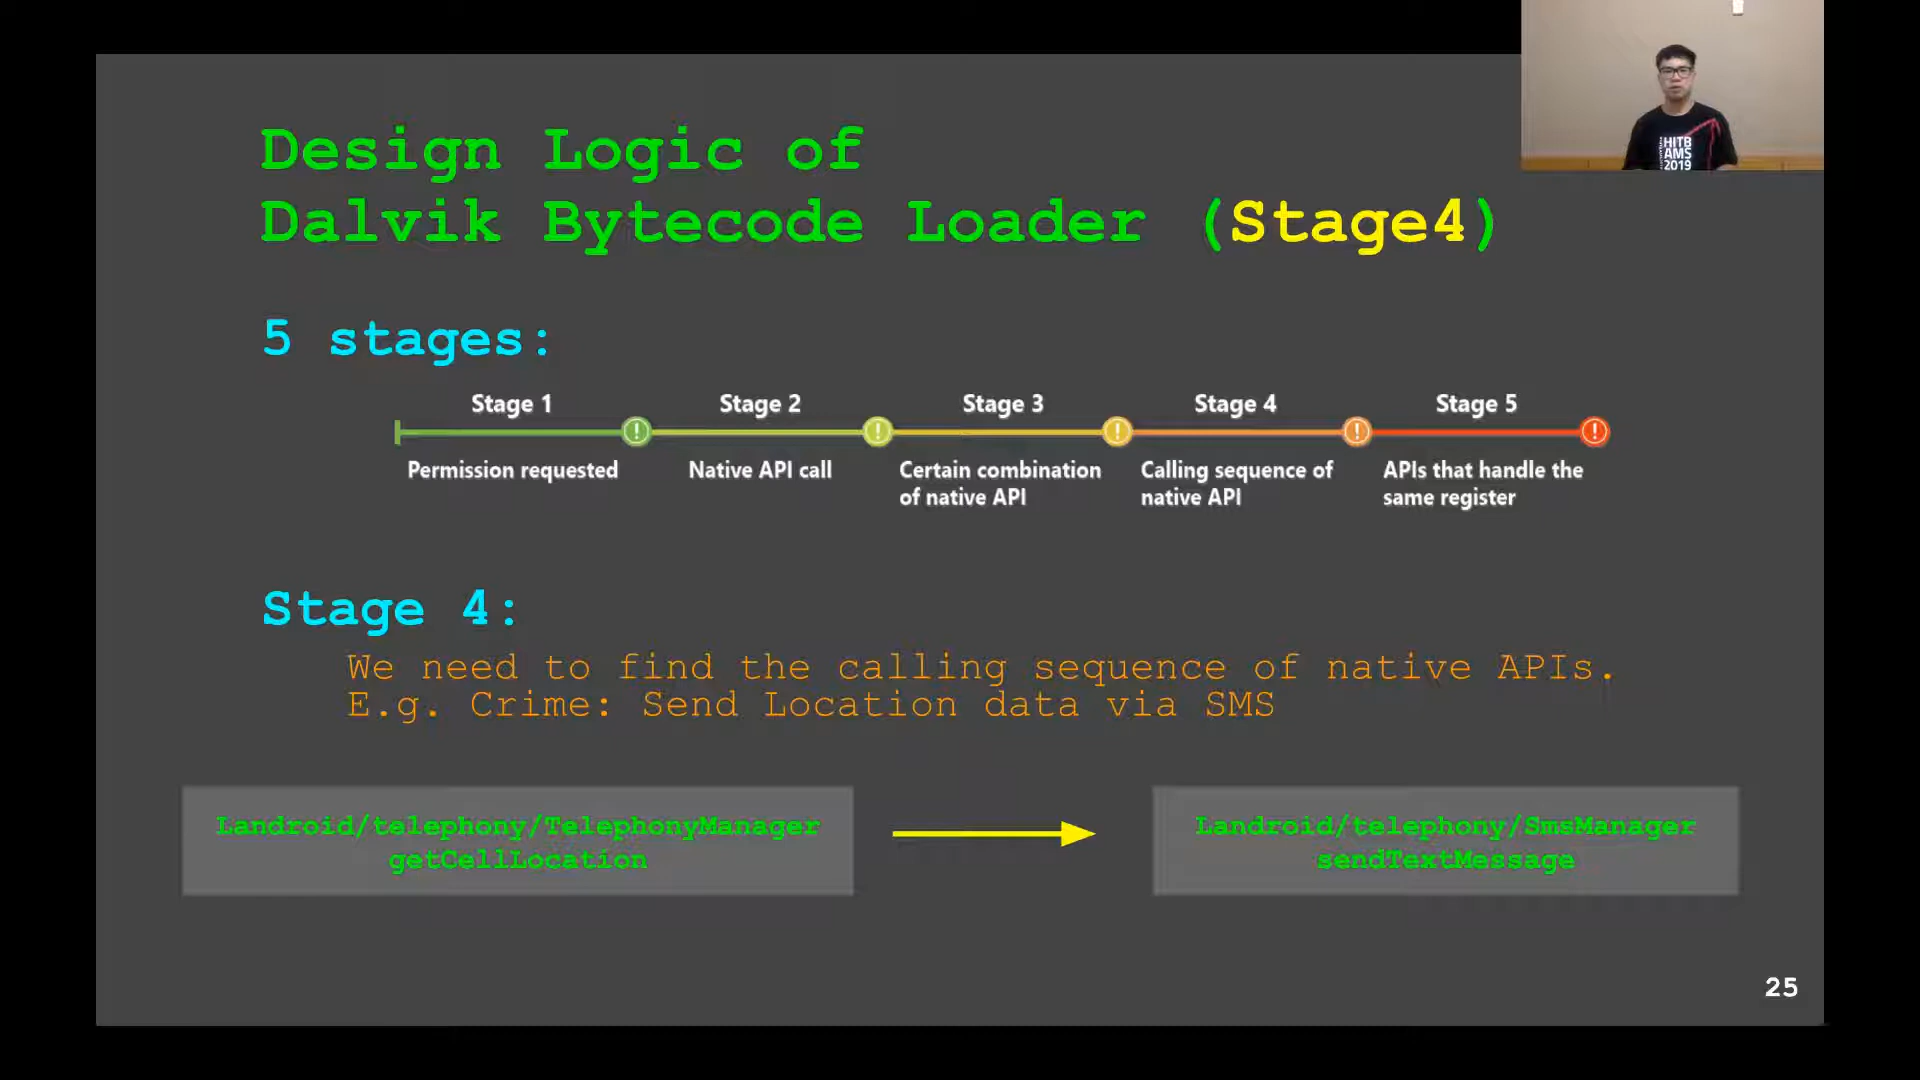 Design Logic of
Dalvik Bytecode Loader (Stage4)
HITB
AMS
2019
5 stages:
Stage 1
Stage 2
Stage 3
Stage 4
Stage 5
Permission requested
Native API call
Certain combination
of native API
Calling sequence of
native API
APIs that handle the
same register
Stage 4:
We need to find the calling sequence of native APIs.
E.g. Crime: Send Location data via SMS
Landroid/telephony/TelephonyManager
getCellLocation
Landroid/telephony/SmsManager
sendTextMessage
25